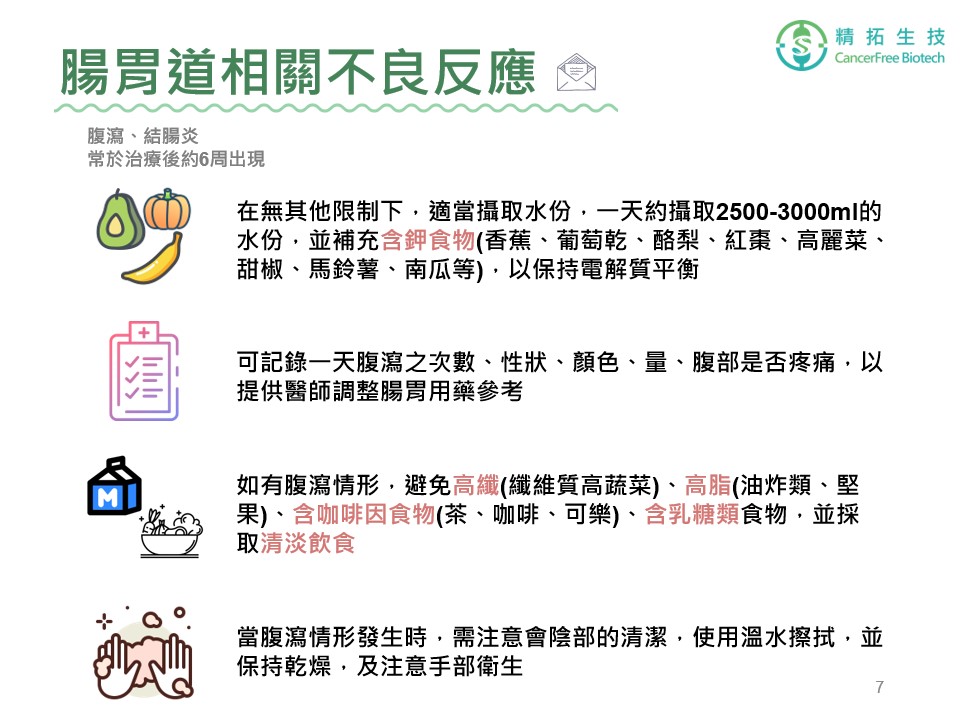 精拓生技
CancerFree Biotech
腸胃道相關不良反應
腹瀉、結腸炎
常於治療後約6周出現
在無其他限制下，適當攝取水份，一天約攝取2500-3000ml的
水份，並補充含鉀食物(香蕉、葡萄乾、酪梨、紅棗、高麗菜、
甜椒、馬鈴薯、南瓜等)，以保持電解質平衡
可記錄一天腹瀉之次數、性狀、顏色、量、腹部是否疼痛，以
提供醫師調整腸胃用藥參考
M
如有腹瀉情形，避免高纖(纖維質高蔬菜)、高脂(油炸類、堅
果)、含咖啡因食物(茶、咖啡、可樂)、含乳糖類食物，並採
取清淡飲食
當腹瀉情形發生時，需注意會陰部的清潔，使用溫水擦拭，並
保持乾燥，及注意手部衛生
7